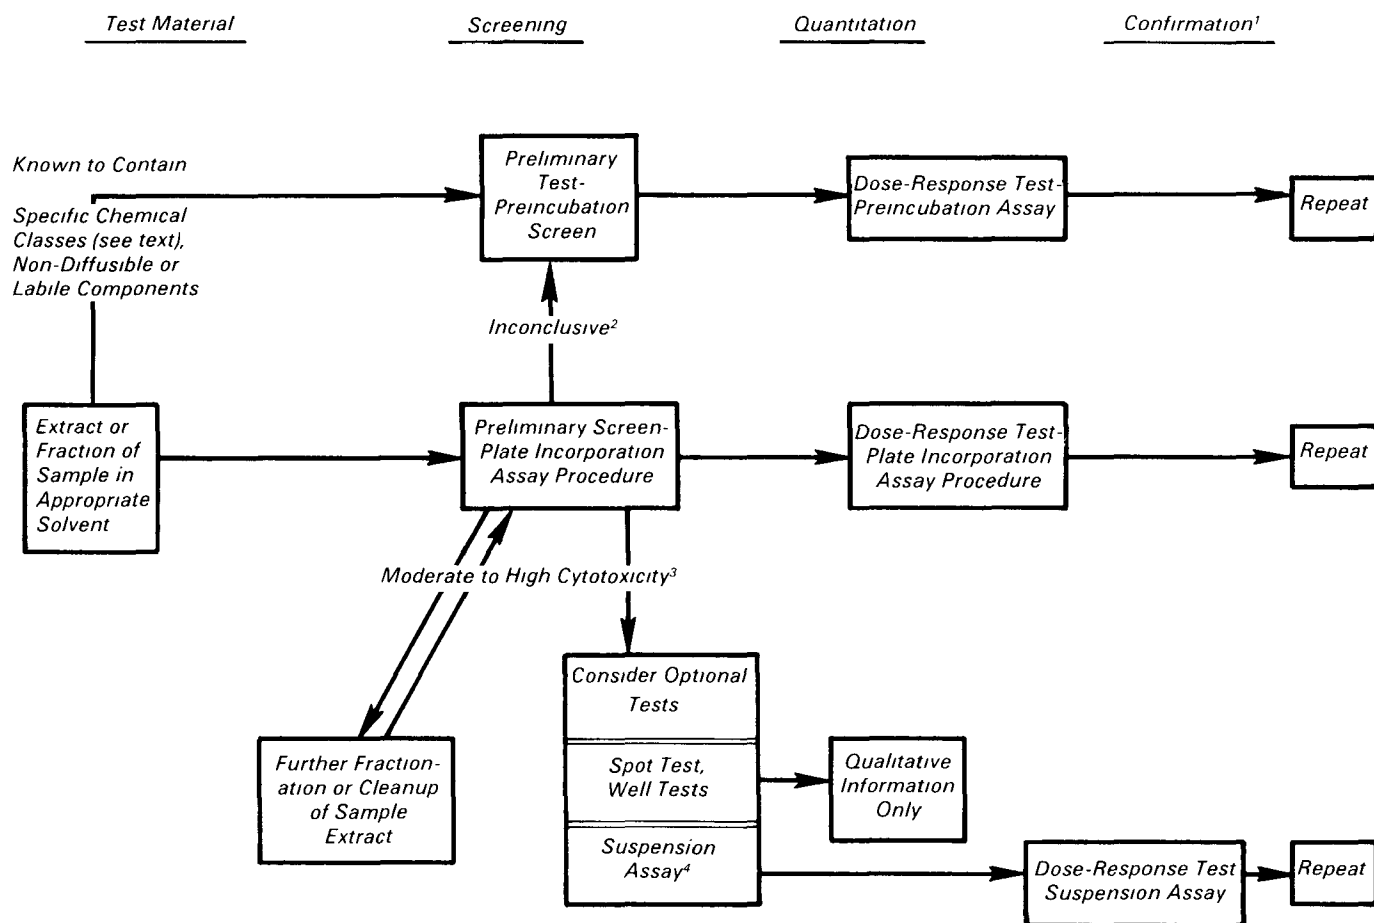 Test Material
Screening
Quantitation
Confirmation¹
Known to Contain
Specific Chemical
Classes (see text),
Non-Diffusible or
Labile Components
Preliminary
Test-
Preincubation
Screen
Dose-Response Test-
Preincubation Assay
Repeat
Inconclusive²
Extract or
Fraction of
Sample in
Appropriate
Solvent
Preliminary Screen-
Plate Incorporation
Assay Procedure
Dose-Response Test-
Plate Incorporation
Assay Procedure
Repeat
Moderate to High Cytotoxicity³
Further Fraction-
ation or Cleanup
of Sample
Extract
Consider Optional
Tests
Spot Test,
Well Tests
Suspension
Assay⁴
Qualitative
Information
Only
Dose-Response Test
Suspension Assay
Repeat